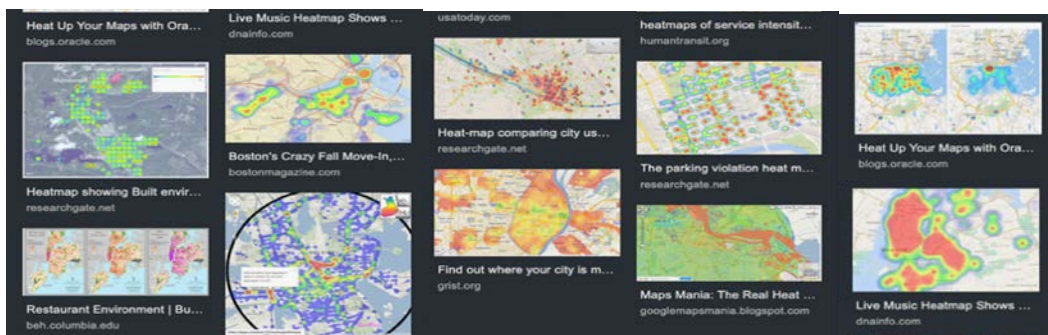 Heat Up Your Maps with Ora...
blogs.oracle.com
Heatmap showing Built envir...
researchgate.net
Restaurant Environment | Bu...
beh.columbia.edu
Live Music Heatmap Shows ...
dnainfo.com
Boston's Crazy Fall Move-In,...
bostonmagazine.com
usatoday.com
Heat-map comparing city us...
researchgate.net
Find out where your city is m...
grist.org
heatmaps of service intensit...
humantransit.org
The parking violation heat m...
researchgate.net
Maps Mania: The Real Heat ...
googlemapsmania.blogspot.com
Heat Up Your Maps with Ora...
blogs.oracle.com
Live Music Heatmap Shows ...
dnainfo.com